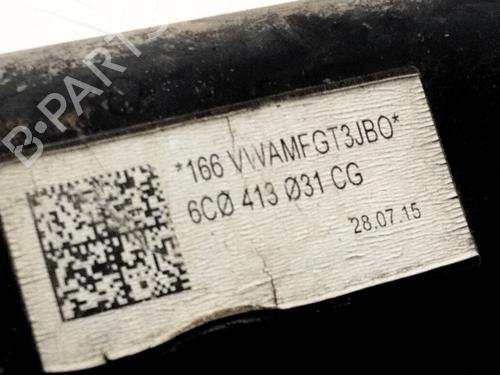 B-PARTS
*166 VWAMFGT3JBO*
6CØ 413 Ø31 CG
28.07.15